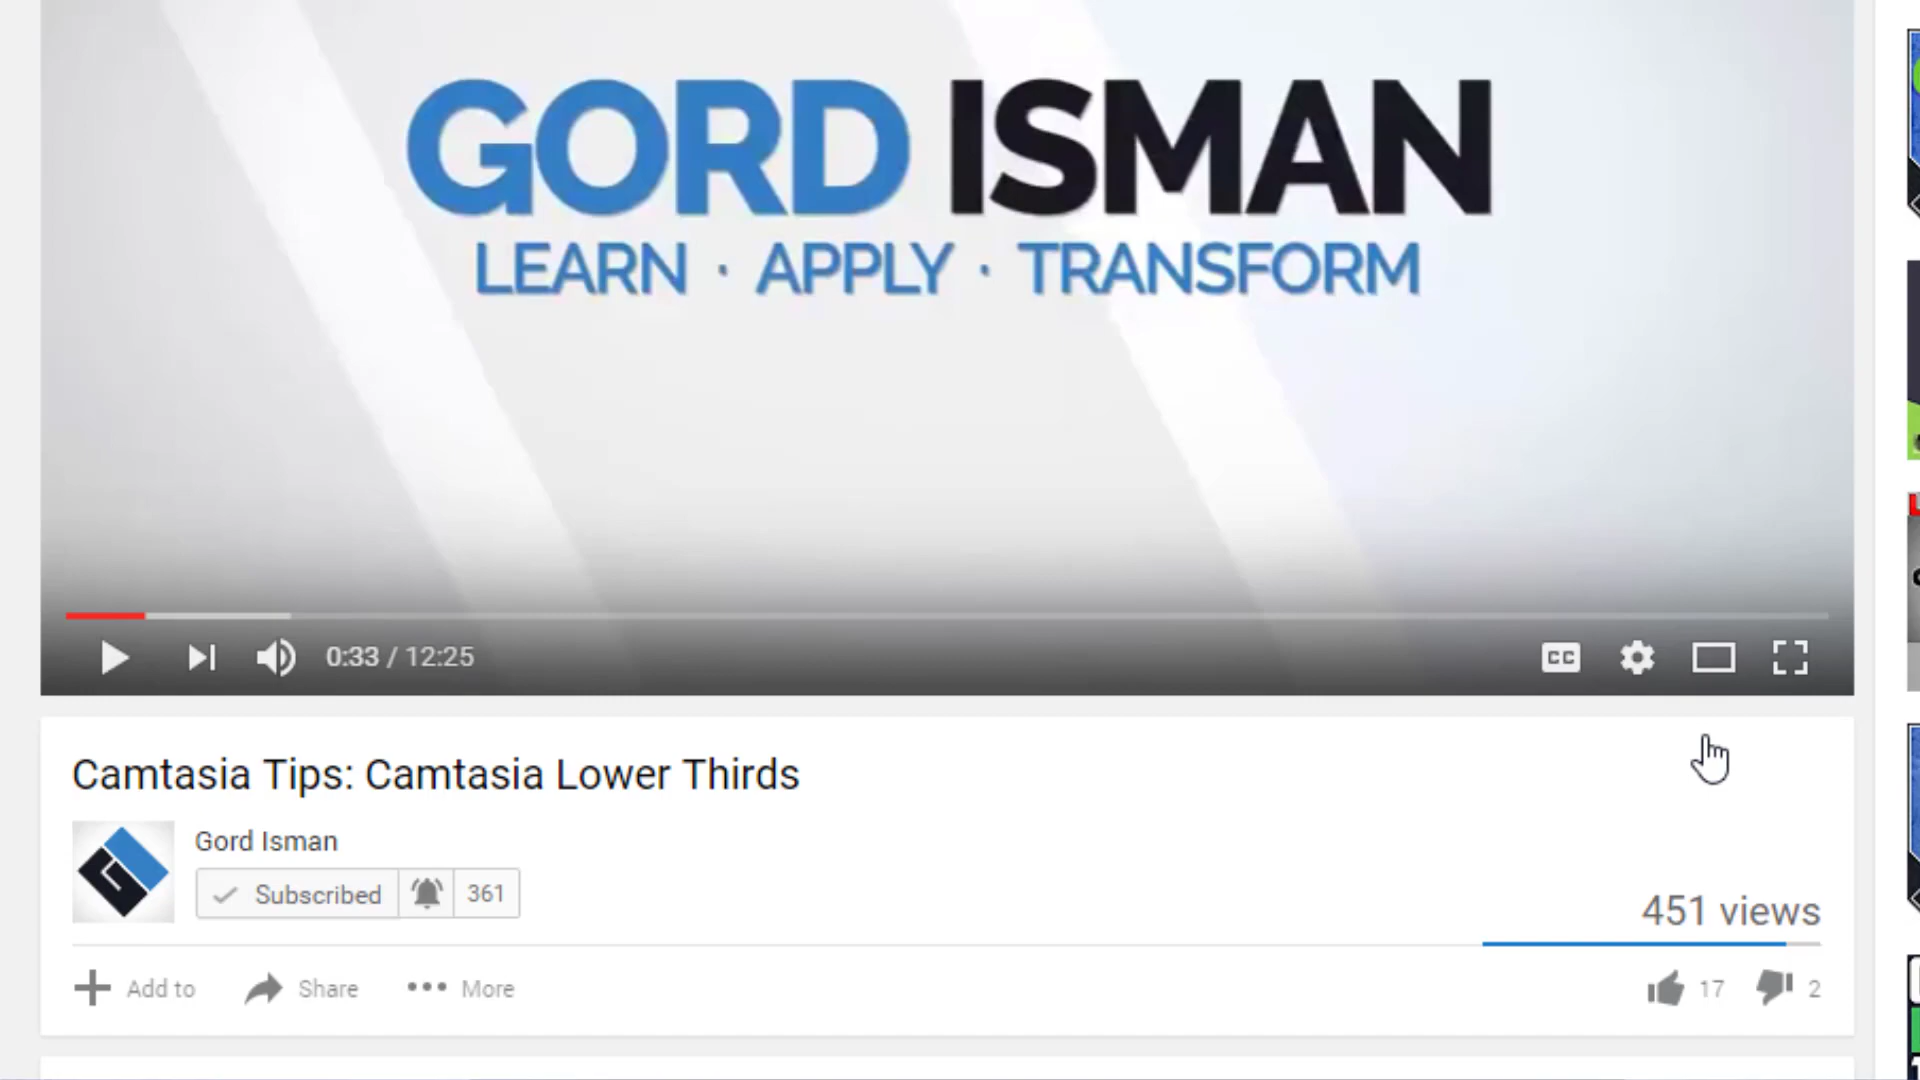 GORD ISMAN
LEARN · APPLY · TRANSFORM
0:33 / 12:25
CC
Camtasia Tips: Camtasia Lower Thirds
Gord Isman
Subscribed 361
451 views
Add to Share More 17 2